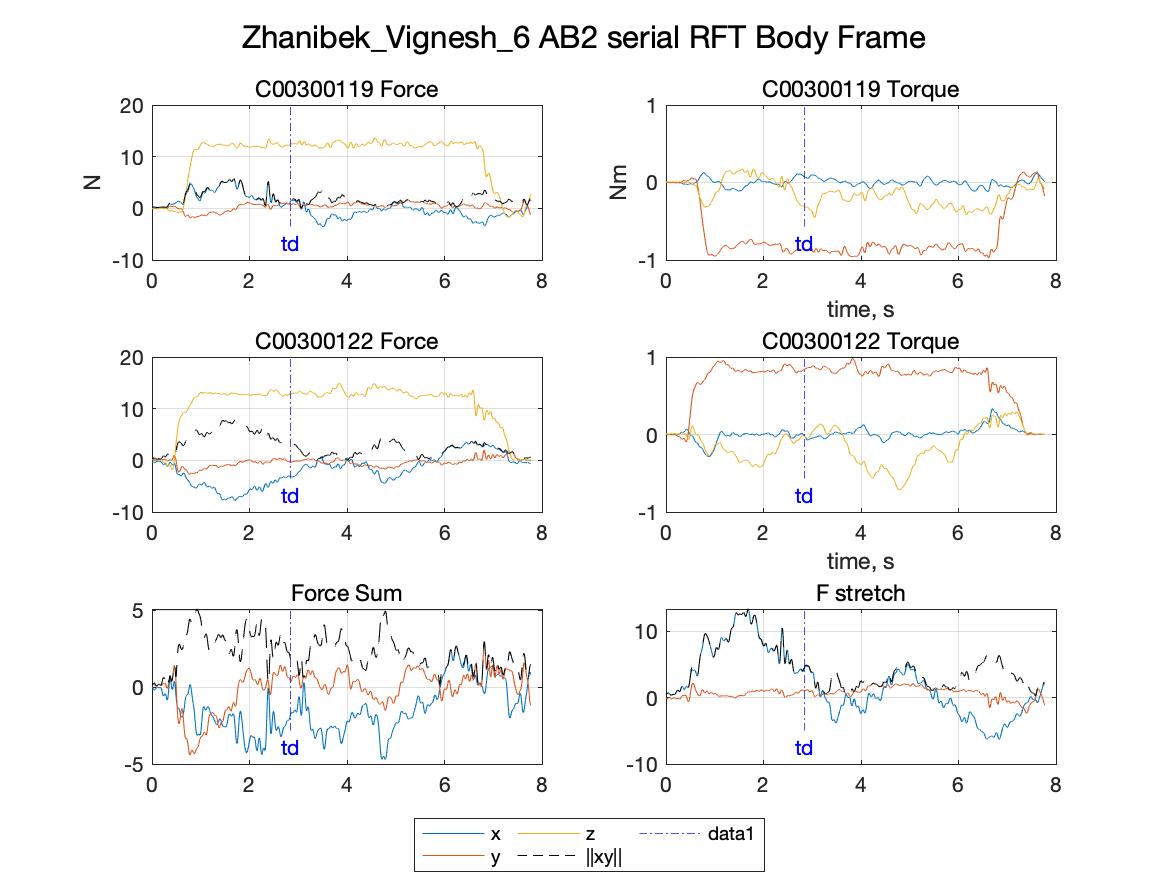 Zhanibek_Vignesh_6 AB2 serial RFT Body Frame
C00300119 Force
20
10
0
-10
N
td
0 2 4 6 8
C00300119 Torque
1
0
-1
Nm
td
0 2 4 6 8
time, s
C00300122 Force
20
10
0
-10
td
0 2 4 6 8
C00300122 Torque
1
0
-1
td
0 2 4 6 8
time, s
Force Sum
5
0
-5
td
0 2 4 6 8
F stretch
10
0
-10
td
0 2 4 6 8
x z data1
y ||xy||